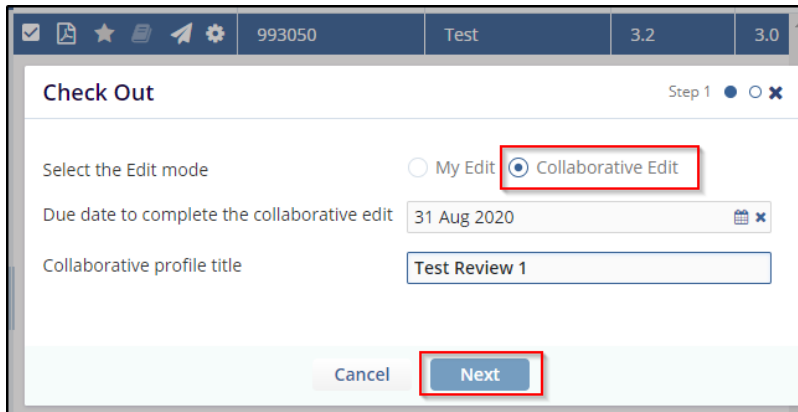 993050 Test 3.2 3.0
Check Out Step 1
Select the Edit mode My Edit Collaborative Edit
Due date to complete the collaborative edit 31 Aug 2020
Collaborative profile title Test Review 1
Cancel Next